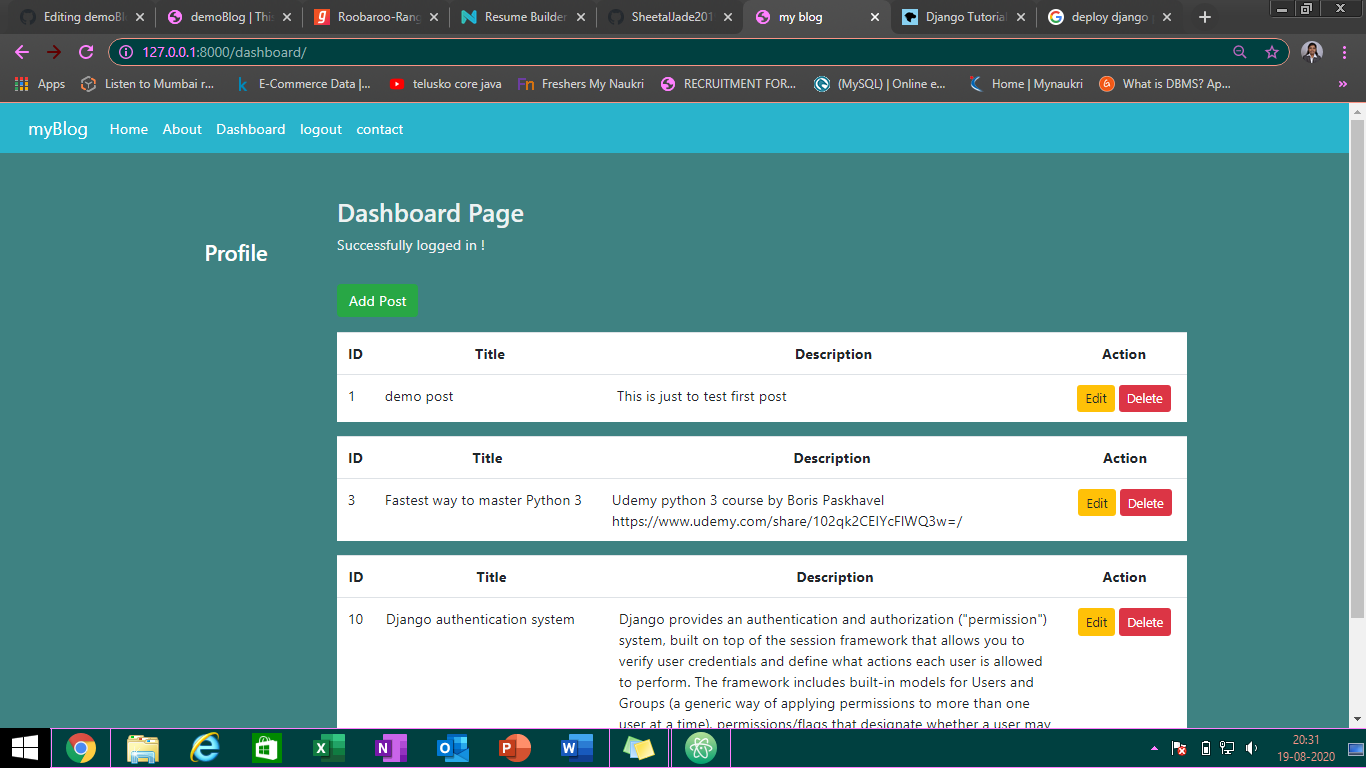 Editing demoBl
demoBlog | This
Roobaroo-Rang
Resume Builder
SheetalJade201
my blog
Django Tutorial
deploy django
127.0.0.1:8000/dashboard/
Apps
Listen to Mumbai r...
E-Commerce Data |...
telusko core java
Freshers My Naukri
RECRUITMENT FOR...
(MySQL) | Online e...
Home | Mynaukri
What is DBMS? Ap...
myBlog Home About Dashboard logout contact
Dashboard Page
Successfully logged in !
Profile
Add Post
ID Title Description Action
1 demo post This is just to test first post Edit Delete
ID Title Description Action
3 Fastest way to master Python 3 Udemy python 3 course by Boris Paskhavel Edit Delete
ID Title Description Action
10 Django authentication system Django provides an authentication and authorization ("permission") Edit Delete
system, built on top of the session framework that allows you to
verify user credentials and define what actions each user is allowed
to perform. The framework includes built-in models for Users and
Groups (a generic way of applying permissions to more than one
user at a time), permissions/flags that designate whether a user may
20:31
19-08-2020